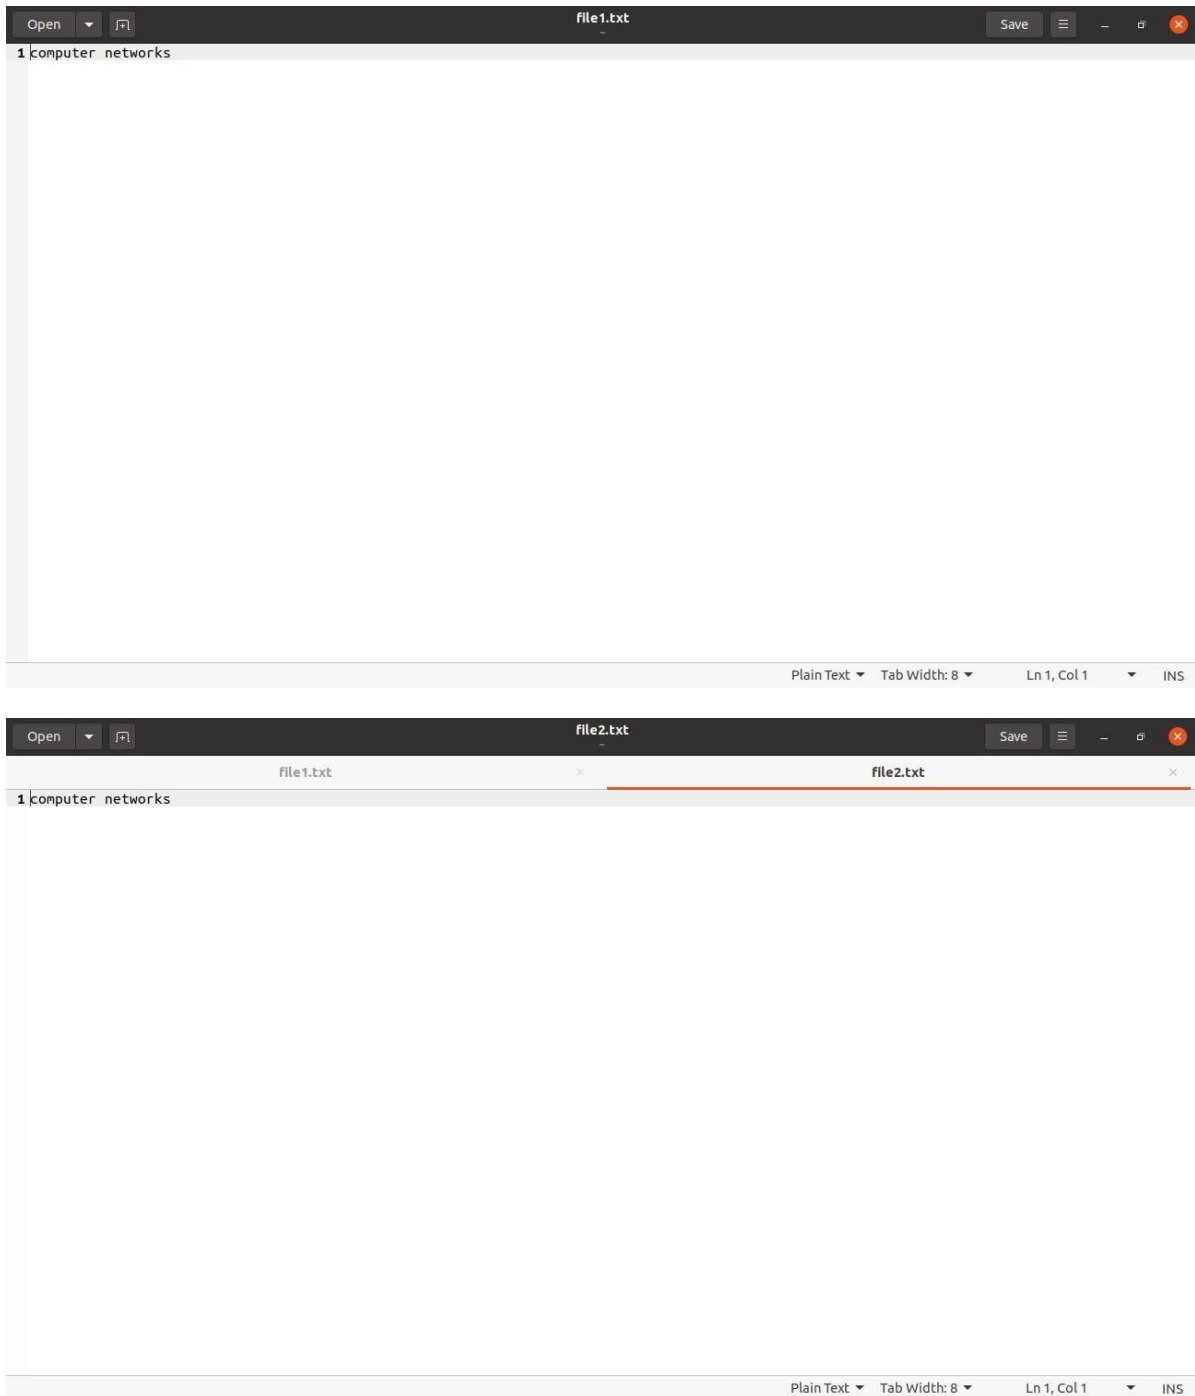 Open file1.txt Save
~
1 computer networks
Plain Text Tab Width: 8 Ln 1, Col 1 INS
Open file2.txt Save
~
file1.txt file2.txt
1 computer networks
Plain Text Tab Width: 8 Ln 1, Col 1 INS